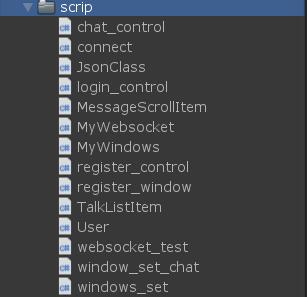 scrip
chat_control
connect
JsonClass
login_control
MessageScrollItem
MyWebsocket
MyWindows
register_control
register_window
TalkListItem
User
websocket_test
window_set_chat
windows_set